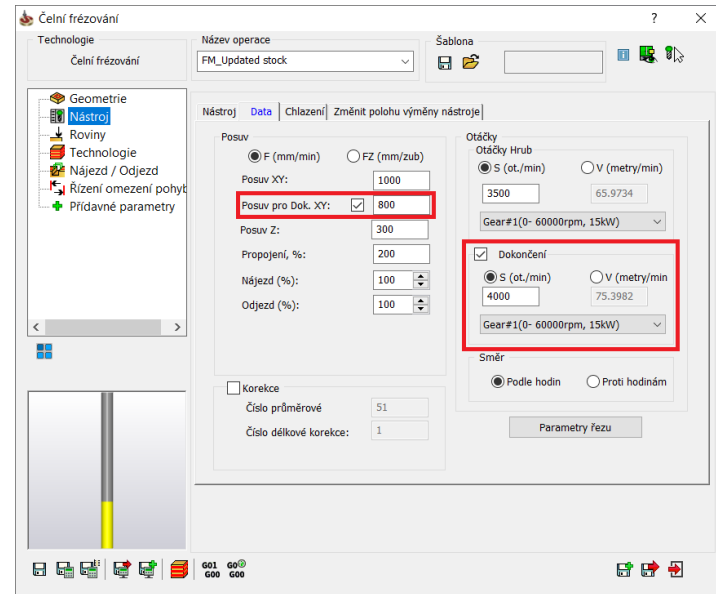 Čelní frézování
Technologie
Čelní frézování
Název operace
FM_Updated stock
Šablona
Geometrie
Nástroj
Roviny
Technologie
Nájezd / Odjezd
Řízení omezení pohyb
Přídavné parametry
Nástroj Data Chlazení Změnit polohu výměny nástroje
Posuv
F (mm/min) FZ (mm/zub)
Posuv XY: 1000
Posuv pro Dok. XY: 800
Posuv Z: 300
Propojení, %: 200
Nájezd (%): 100
Odjezd (%): 100
Korekce
Číslo průměrové 51
Číslo délkové korekce: 1
Otáčky
Otáčky Hrub
S (ot./min) V (metry/min)
3500 65.9734
Gear#1(0- 60000rpm, 15kW)
Dokončení
S (ot./min) V (metry/min
4000 75.3982
Gear#1(0- 60000rpm, 15kW)
Směr
Podle hodin Proti hodinám
Parametry řezu
G01 G0
G00 G00